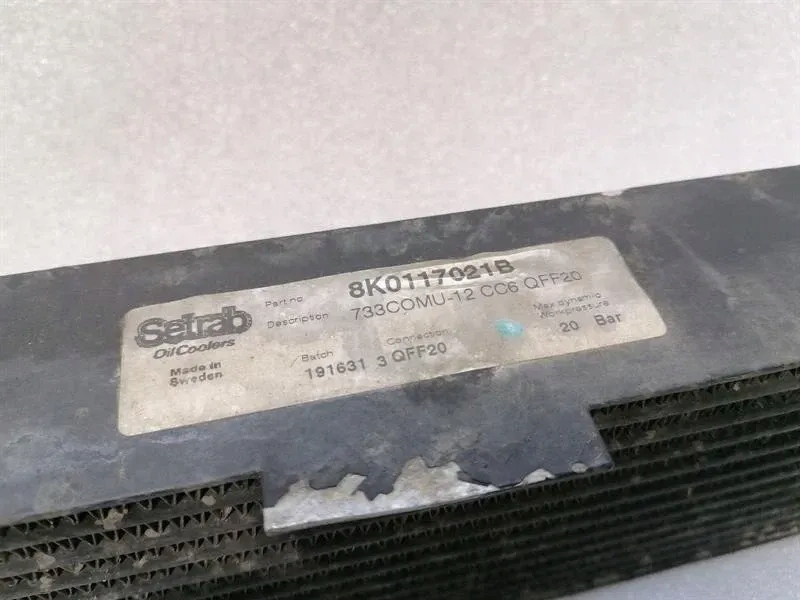 Setrab
OilCoolers
Made in
Sweden
Part no. 8K0117021B
Description 733COMU-12 CC6 QFF20
Batch
191631 3
Connection
QFF20
Max dynamic
Workpressure
20 Bar